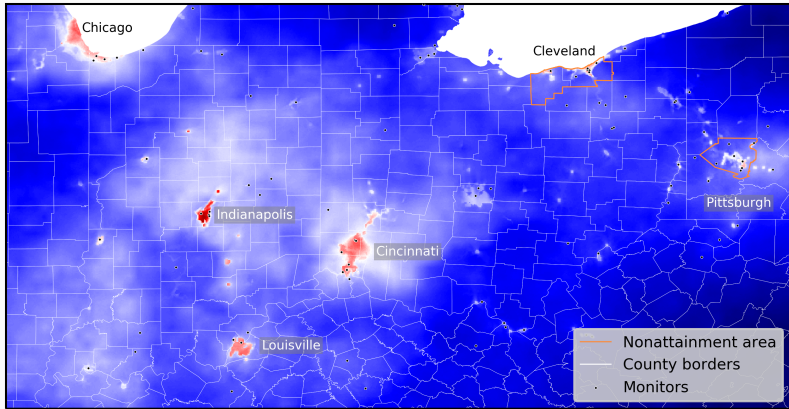 Chicago
Cleveland
Pittsburgh
Indianapolis
Cincinnati
Louisville
Nonattainment area
County borders
Monitors